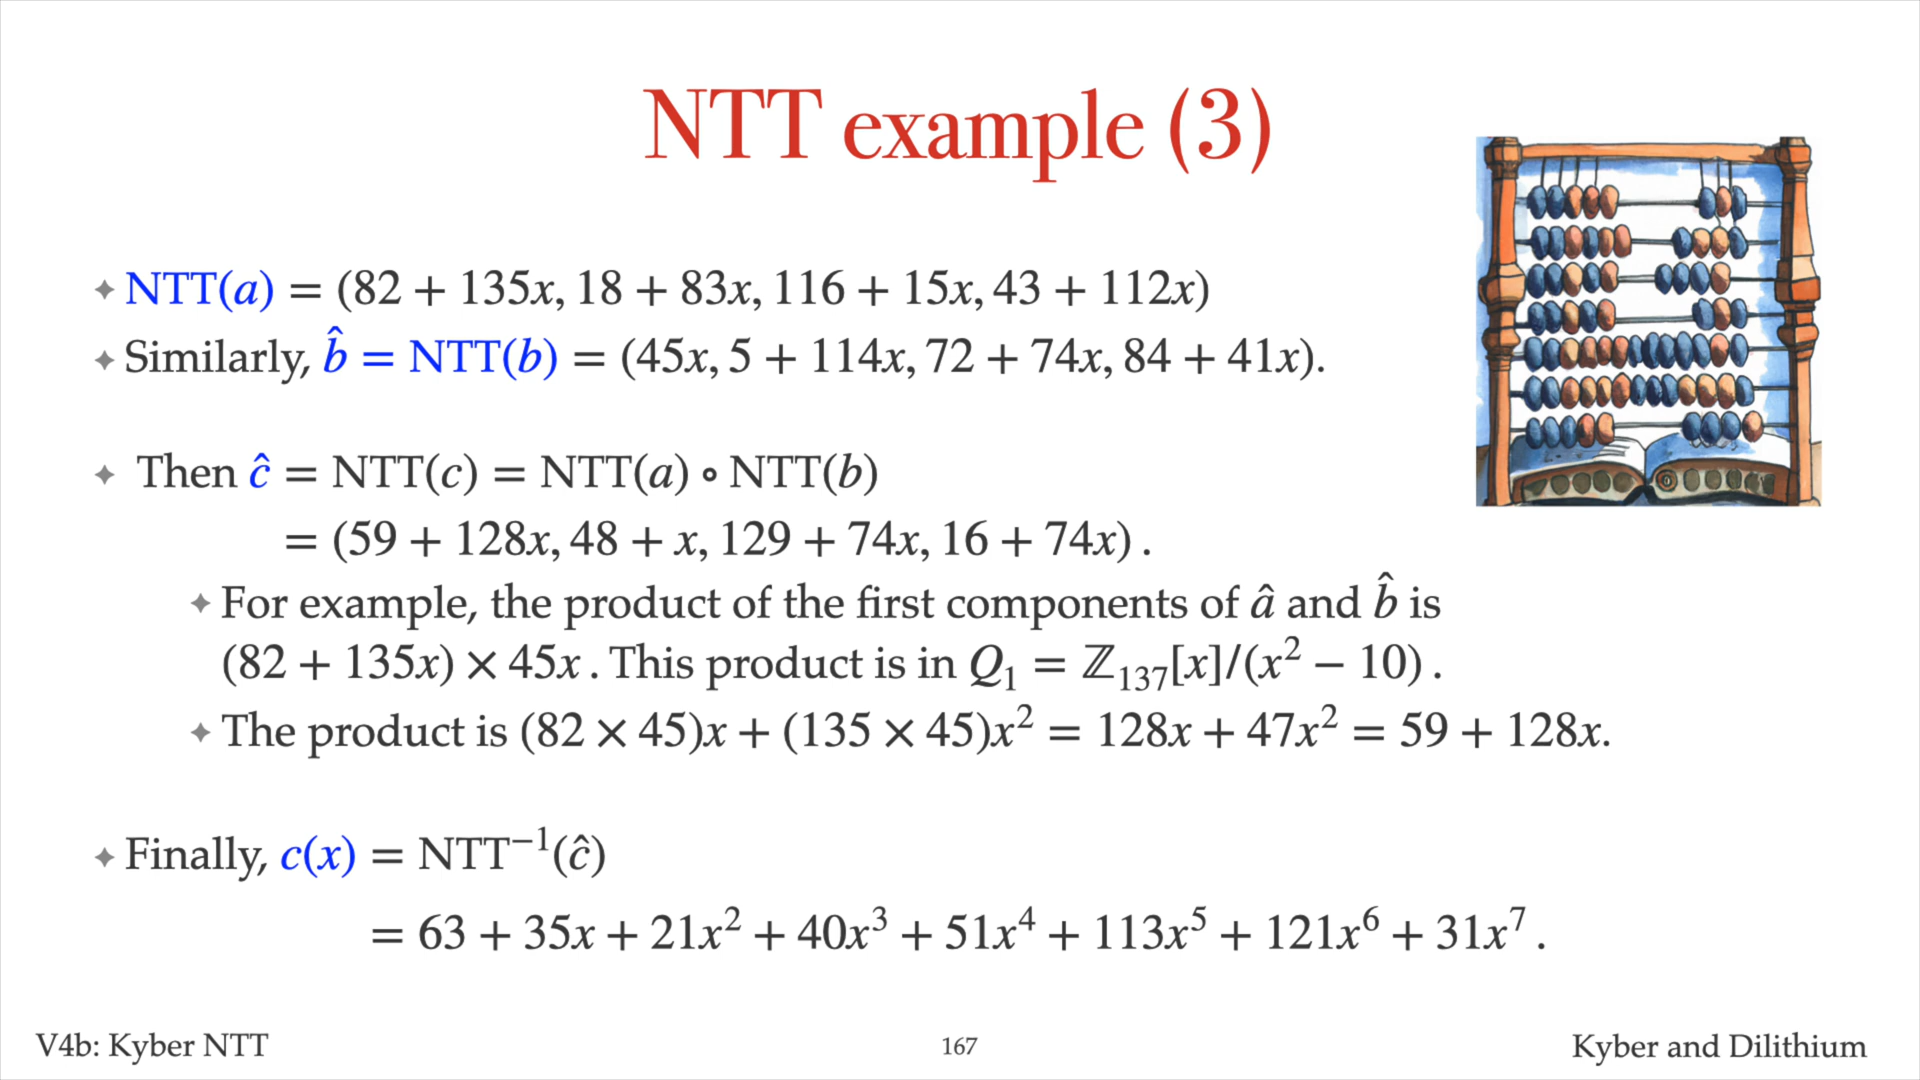 NTT example (3)
✦ NTT(a) = (82 + 135x, 18 + 83x, 116 + 15x, 43 + 112x)
✦ Similarly, b̂ = NTT(b) = (45x, 5 + 114x, 72 + 74x, 84 + 41x).
✦ Then ĉ = NTT(c) = NTT(a) ∘ NTT(b)
= (59 + 128x, 48 + x, 129 + 74x, 16 + 74x) .
✦ For example, the product of the first components of â and b̂ is
(82 + 135x) × 45x . This product is in Q₁ = ℤ₁₃₇[x]/(x² − 10) .
✦ The product is (82 × 45)x + (135 × 45)x² = 128x + 47x² = 59 + 128x.
✦ Finally, c(x) = NTT⁻¹(ĉ)
= 63 + 35x + 21x² + 40x³ + 51x⁴ + 113x⁵ + 121x⁶ + 31x⁷ .
V4b: Kyber NTT
167
Kyber and Dilithium